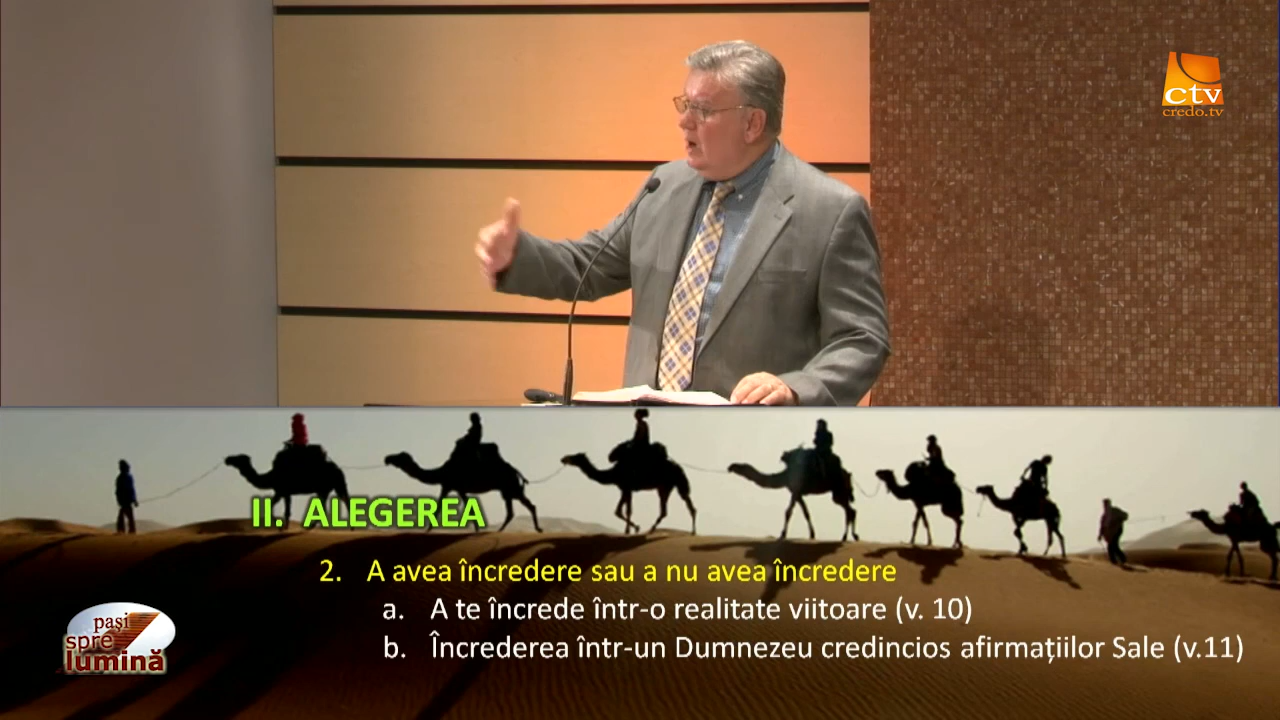 ctv
credo.tv
II. ALEGEREA
2. A avea încredere sau a nu avea încredere
a. A te încrede într-o realitate viitoare (v. 10)
b. Încrederea într-un Dumnezeu credincios afirmațiilor Sale (v.11)
pași
spre
lumină